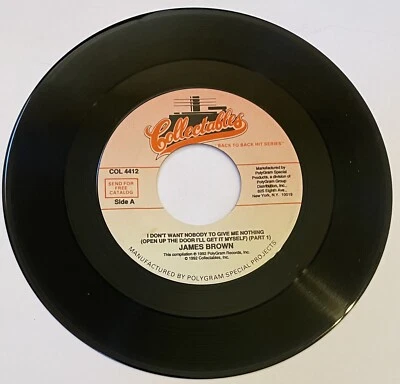 Collectables
BACK TO BACK HIT SERIES
COL 4412
SEND FOR
FREE
CATALOG
Side A
Manufactured by
PolyGram Special
Products, a division of
PolyGram Group
Distribution, Inc.
825 Eighth Ave.,
New York, N.Y. 10019
I DON'T WANT NOBODY TO GIVE ME NOTHING
(OPEN UP THE DOOR I'LL GET IT MYSELF) (PART 1)
JAMES BROWN
This compilation ℗ 1992 PolyGram Records, Inc.
© 1992 Collectables, Inc.
MANUFACTURED BY POLYGRAM SPECIAL PROJECTS